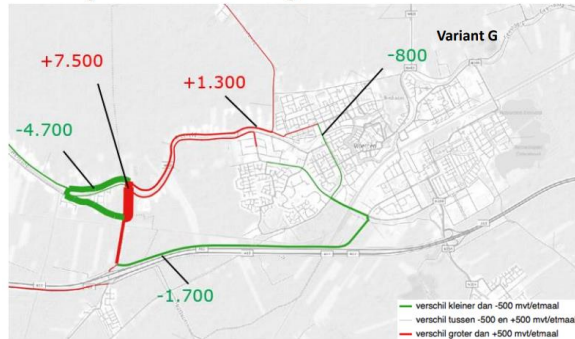 Variant G
+7.500
-800
+1.300
-4.700
-1.700
verschil kleiner dan -500 mvt/etmaal
verschil tussen -500 en +500 mvt/etmaal
verschil groter dan +500 mvt/etmaal